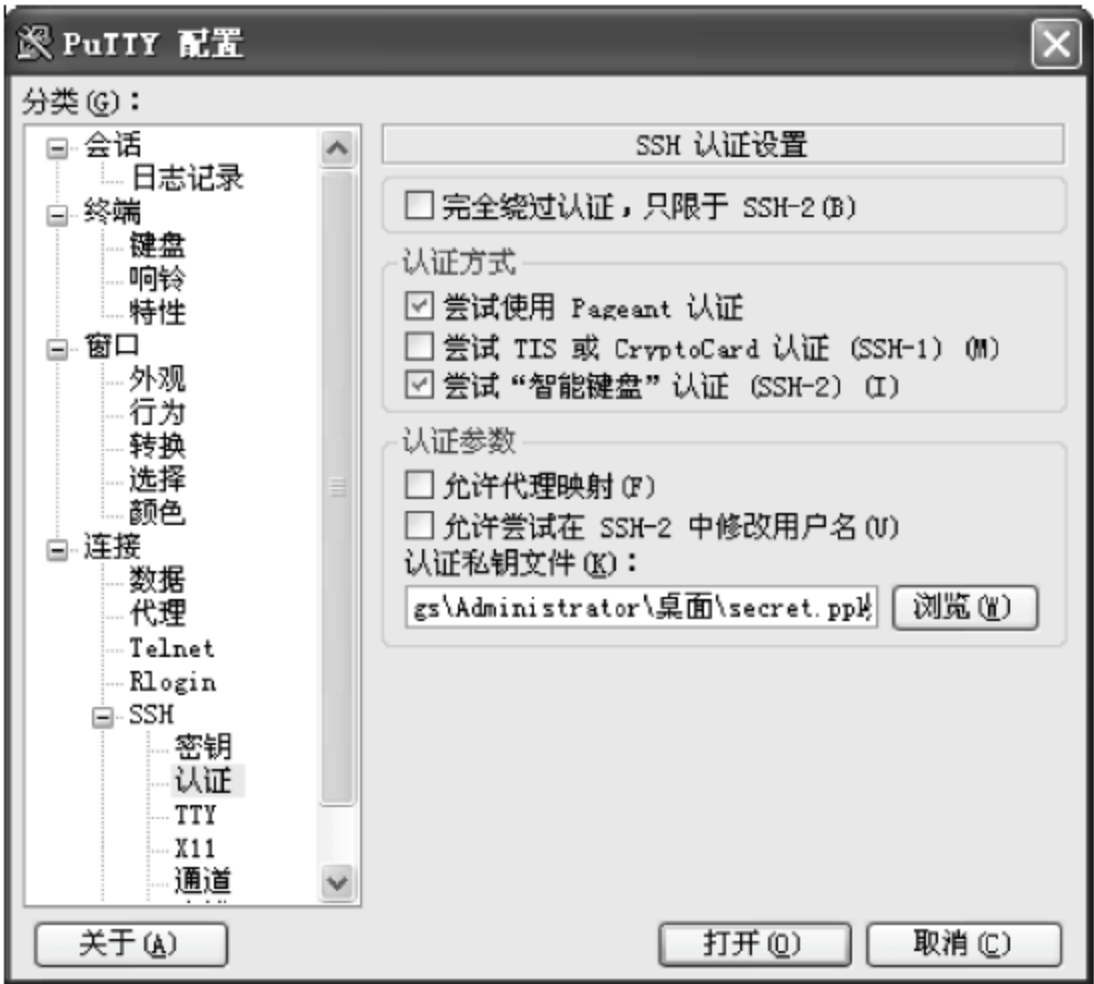 PuTTY 配置
分类(G)：
会话
日志记录
终端
键盘
响铃
特性
窗口
外观
行为
转换
选择
颜色
连接
数据
代理
Telnet
Rlogin
SSH
密钥
认证
TTY
X11
通道
SSH 认证设置
完全绕过认证，只限于 SSH-2(B)
认证方式
尝试使用 Pageant 认证
尝试 TIS 或 CryptoCard 认证 (SSH-1) (M)
尝试“智能键盘”认证 (SSH-2) (I)
认证参数
允许代理映射(F)
允许尝试在 SSH-2 中修改用户名(U)
认证私钥文件(K)：
gs\Administrator\桌面\secret.ppk 浏览(W)
关于(A) 打开(O) 取消(C)